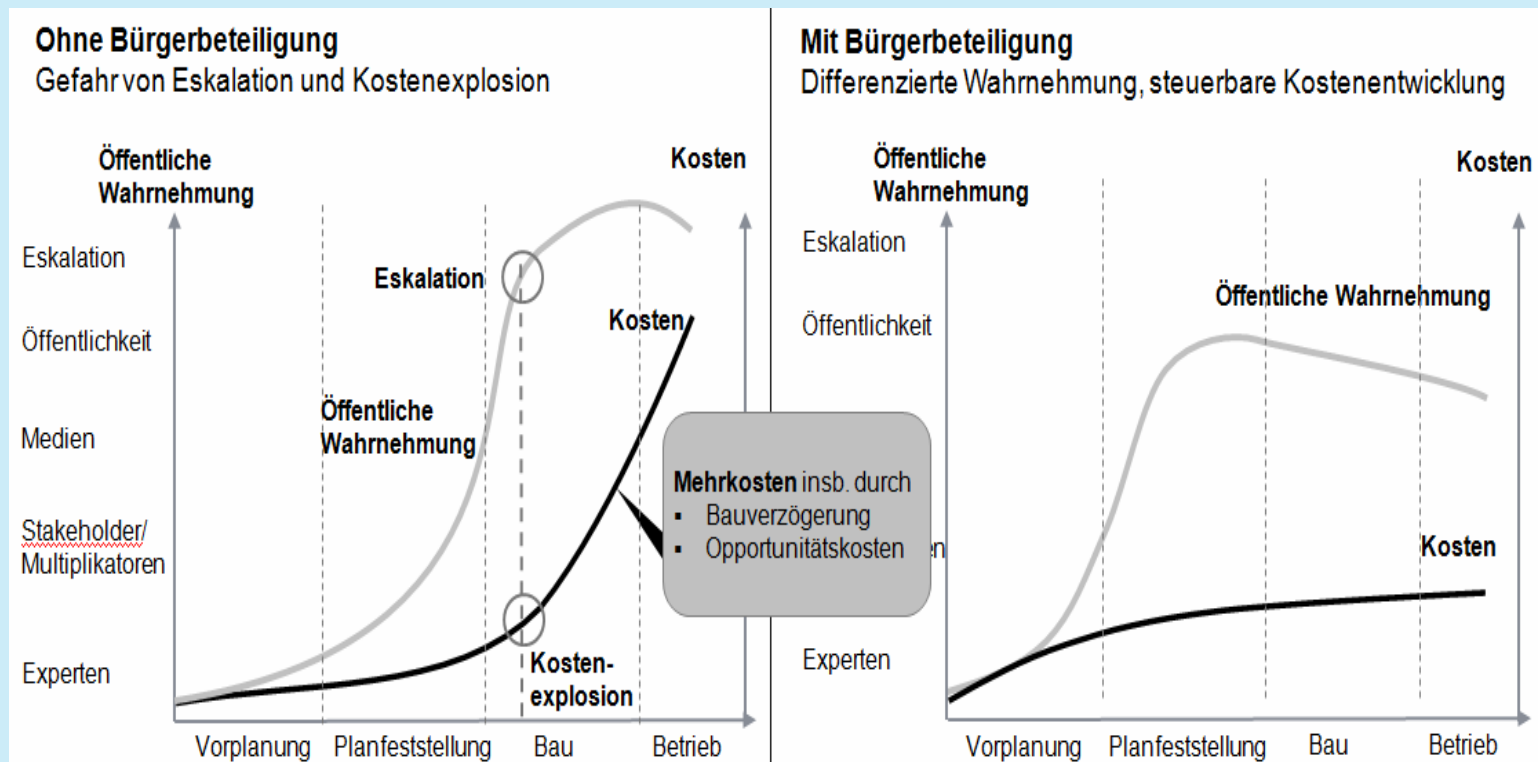 Ohne Bürgerbeteiligung
Gefahr von Eskalation und Kostenexplosion
Öffentliche
Wahrnehmung
Kosten
Eskalation
Öffentlichkeit
Medien
Stakeholder/
Multiplikatoren
Experten
Eskalation
Kosten
Öffentliche
Wahrnehmung
Kosten-
explosion
Vorplanung Planfeststellung Bau Betrieb
Mehrkosten insb. durch
▪ Bauverzögerung
▪ Opportunitätskosten
Mit Bürgerbeteiligung
Differenzierte Wahrnehmung, steuerbare Kostenentwicklung
Öffentliche
Wahrnehmung
Kosten
Eskalation
Öffentlichkeit
en
Experten
Öffentliche Wahrnehmung
Kosten
Vorplanung Planfeststellung Bau Betrieb